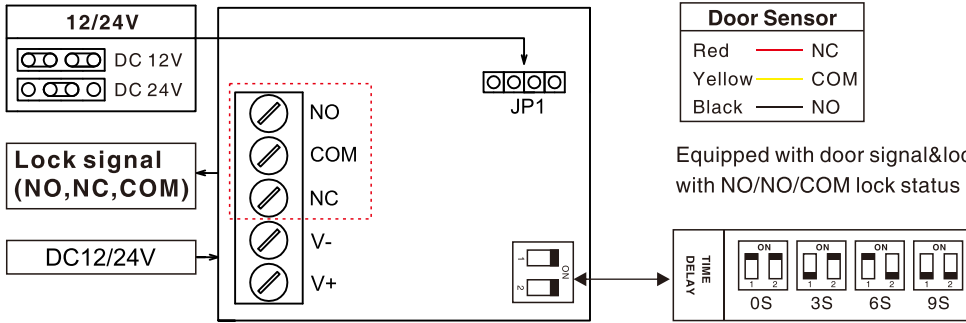 12/24V
DC 12V
DC 24V
Lock signal
(NO,NC,COM)
DC12/24V
NO
COM
NC
V-
V+
JP1
1
2
ON
Door Sensor
Red NC
Yellow COM
Black NO
Equipped with door signal&loc
with NO/NO/COM lock status
TIME
DELAY
ON
1 2
0S
ON
1 2
3S
ON
1 2
6S
ON
1 2
9S